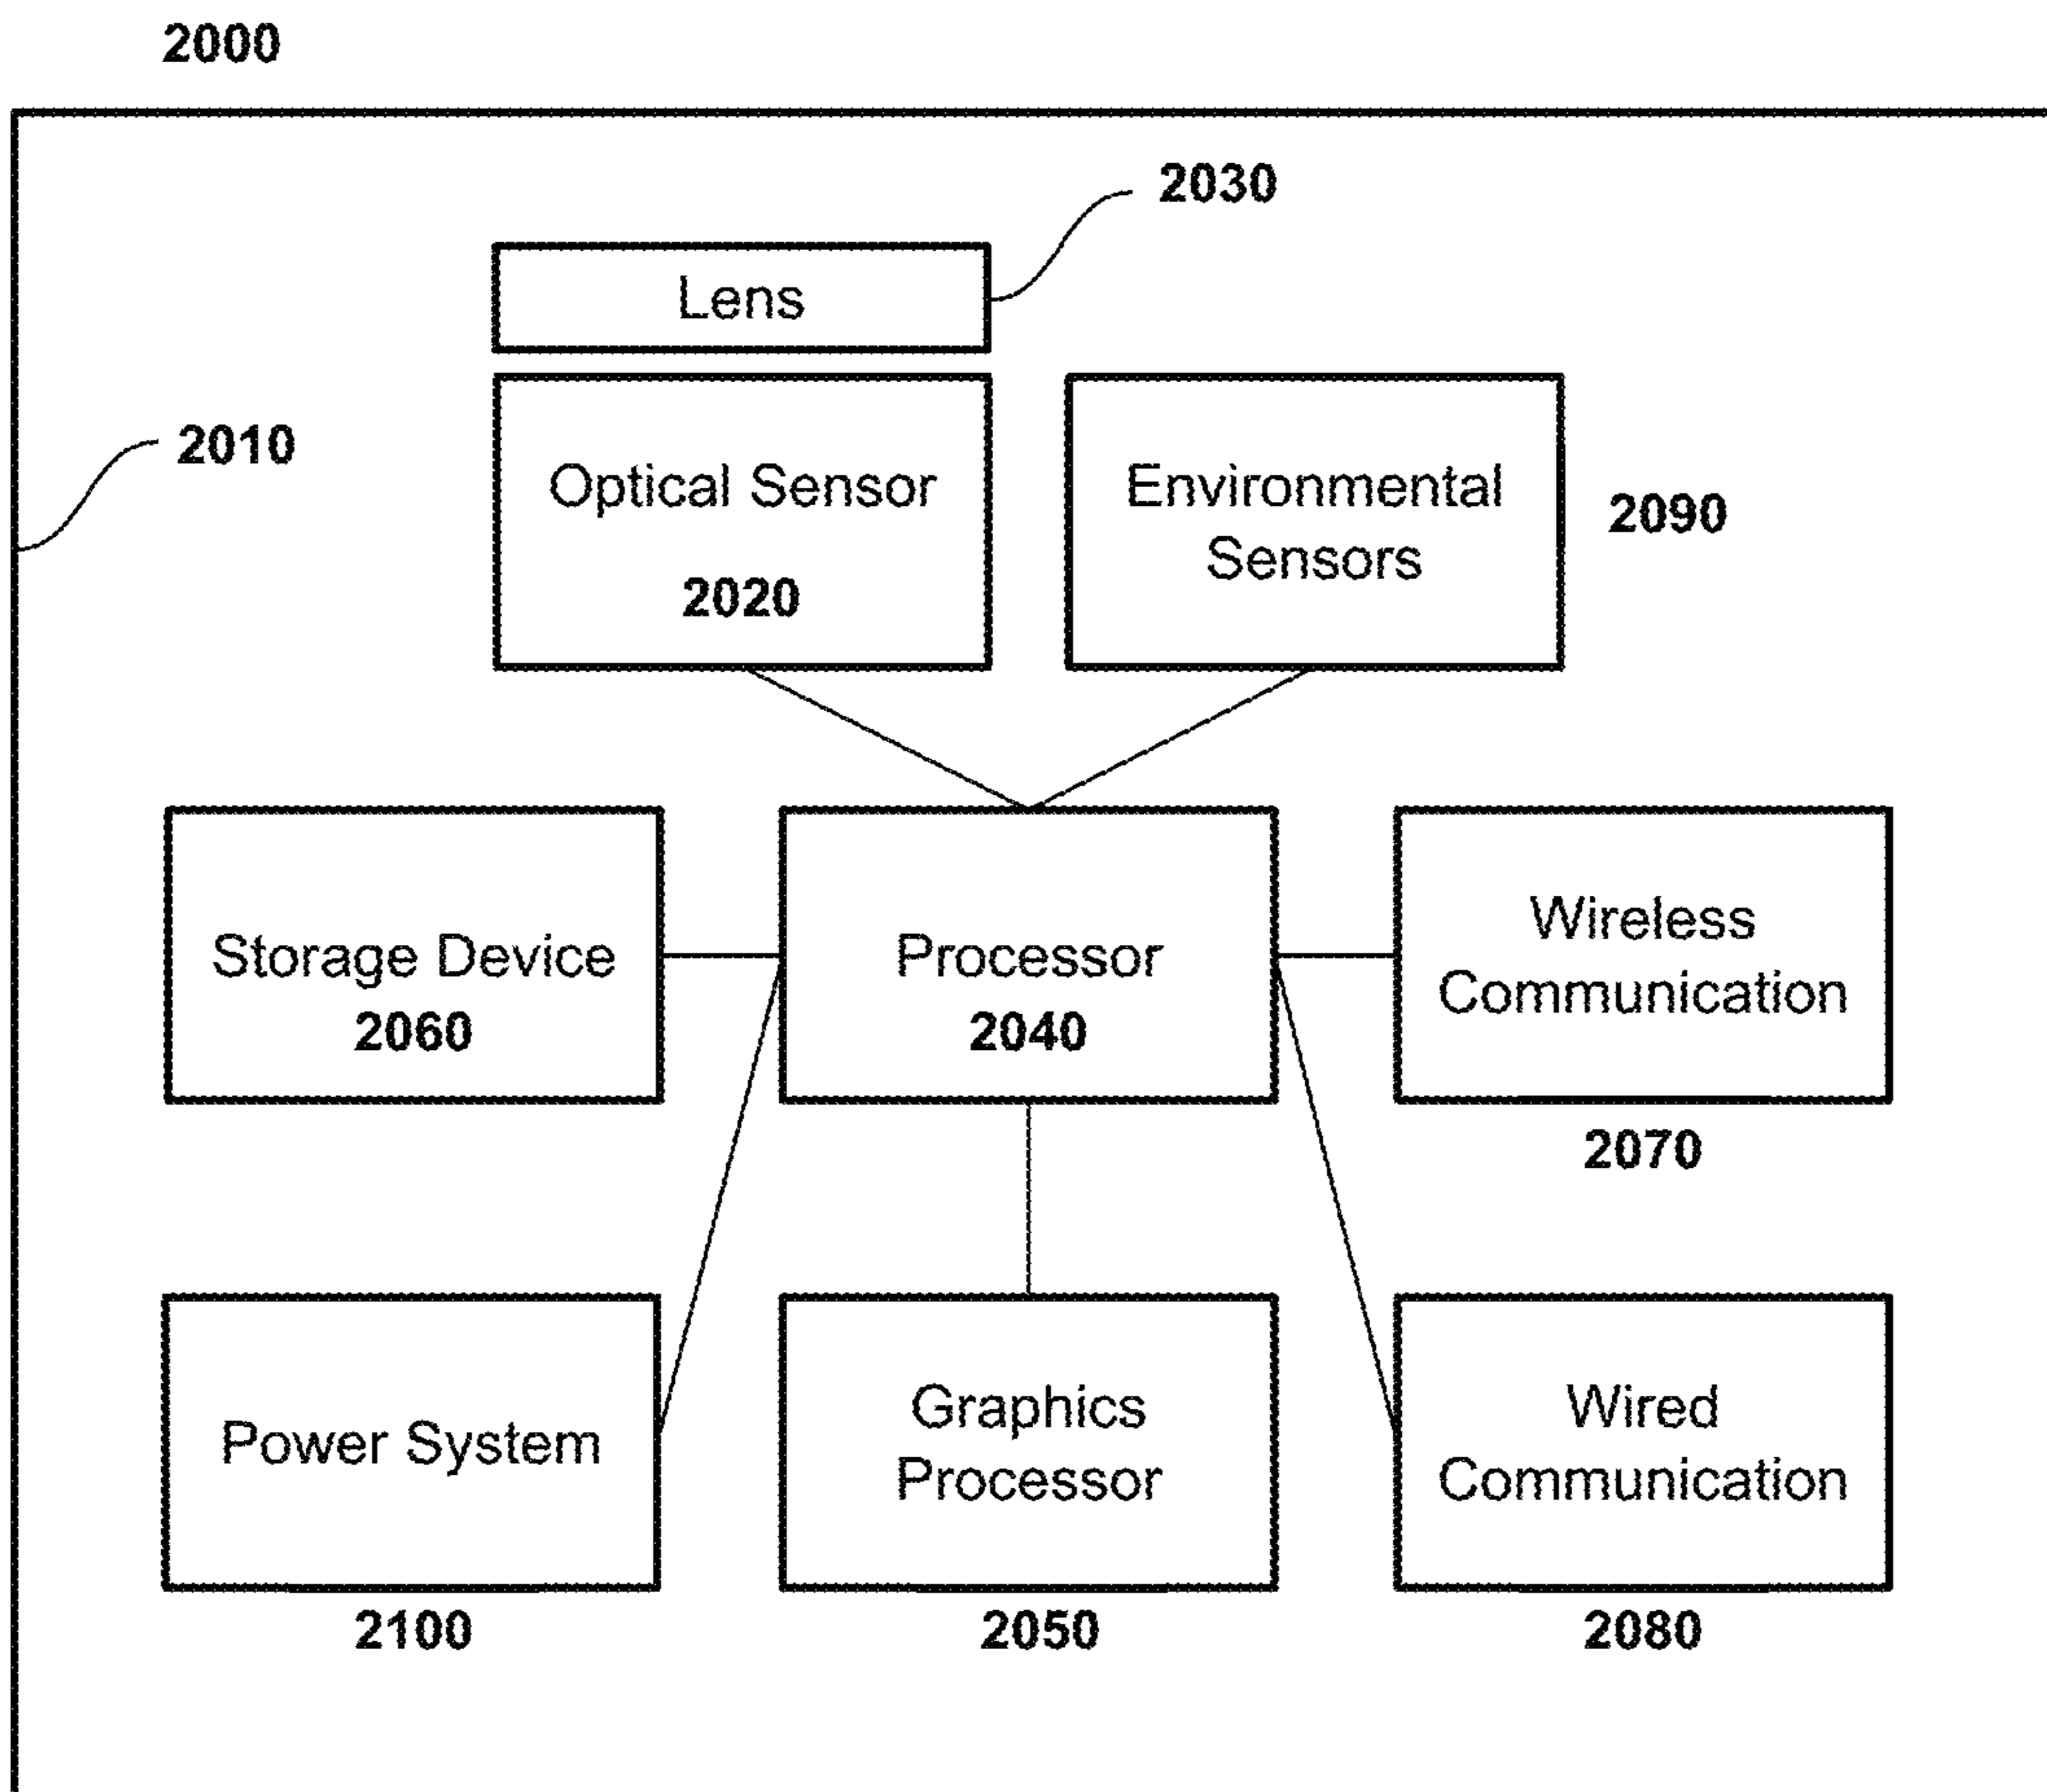 2000
2030
Lens
2010
Optical Sensor
2020
Environmental
Sensors
2090
Storage Device
2060
Processor
2040
Wireless
Communication
2070
Power System
2100
Graphics
Processor
2050
Wired
Communication
2080